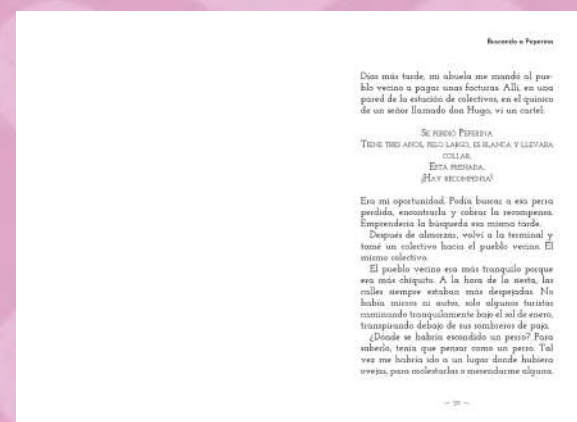 Buscando a Peperina
Días más tarde, mi abuela me mandó al pue-
blo vecino a pagar unas facturas. Allí, en una
pared de la estación de colectivos, en el quiosco
de un señor llamado don Hugo, vi un cartel:
Se perdió Peperina
Tiene tres años, pelo largo, es blanca y llevaba
collar.
Está preñada.
¡Hay recompensa!
Era mi oportunidad. Podía buscar a esa perra
perdida, encontrarla y cobrar la recompensa.
Emprendería la búsqueda esa misma tarde.
Después de almorzar, volví a la terminal y
tomé un colectivo hacia el pueblo vecino. El
mismo colectivo.
El pueblo vecino era más tranquilo porque
era más chiquito. A la hora de la siesta, las
calles siempre estaban más despejadas. No
había micros ni autos, solo algunos turistas
caminando tranquilamente bajo el sol de enero,
transpirando debajo de sus sombreros de paja.
¿Dónde se habría escondido un perro? Para
saberlo, tenía que pensar como un perro. Tal
vez me habría ido a un lugar donde hubiera
ovejas, para molestarlas o merendarme alguna.